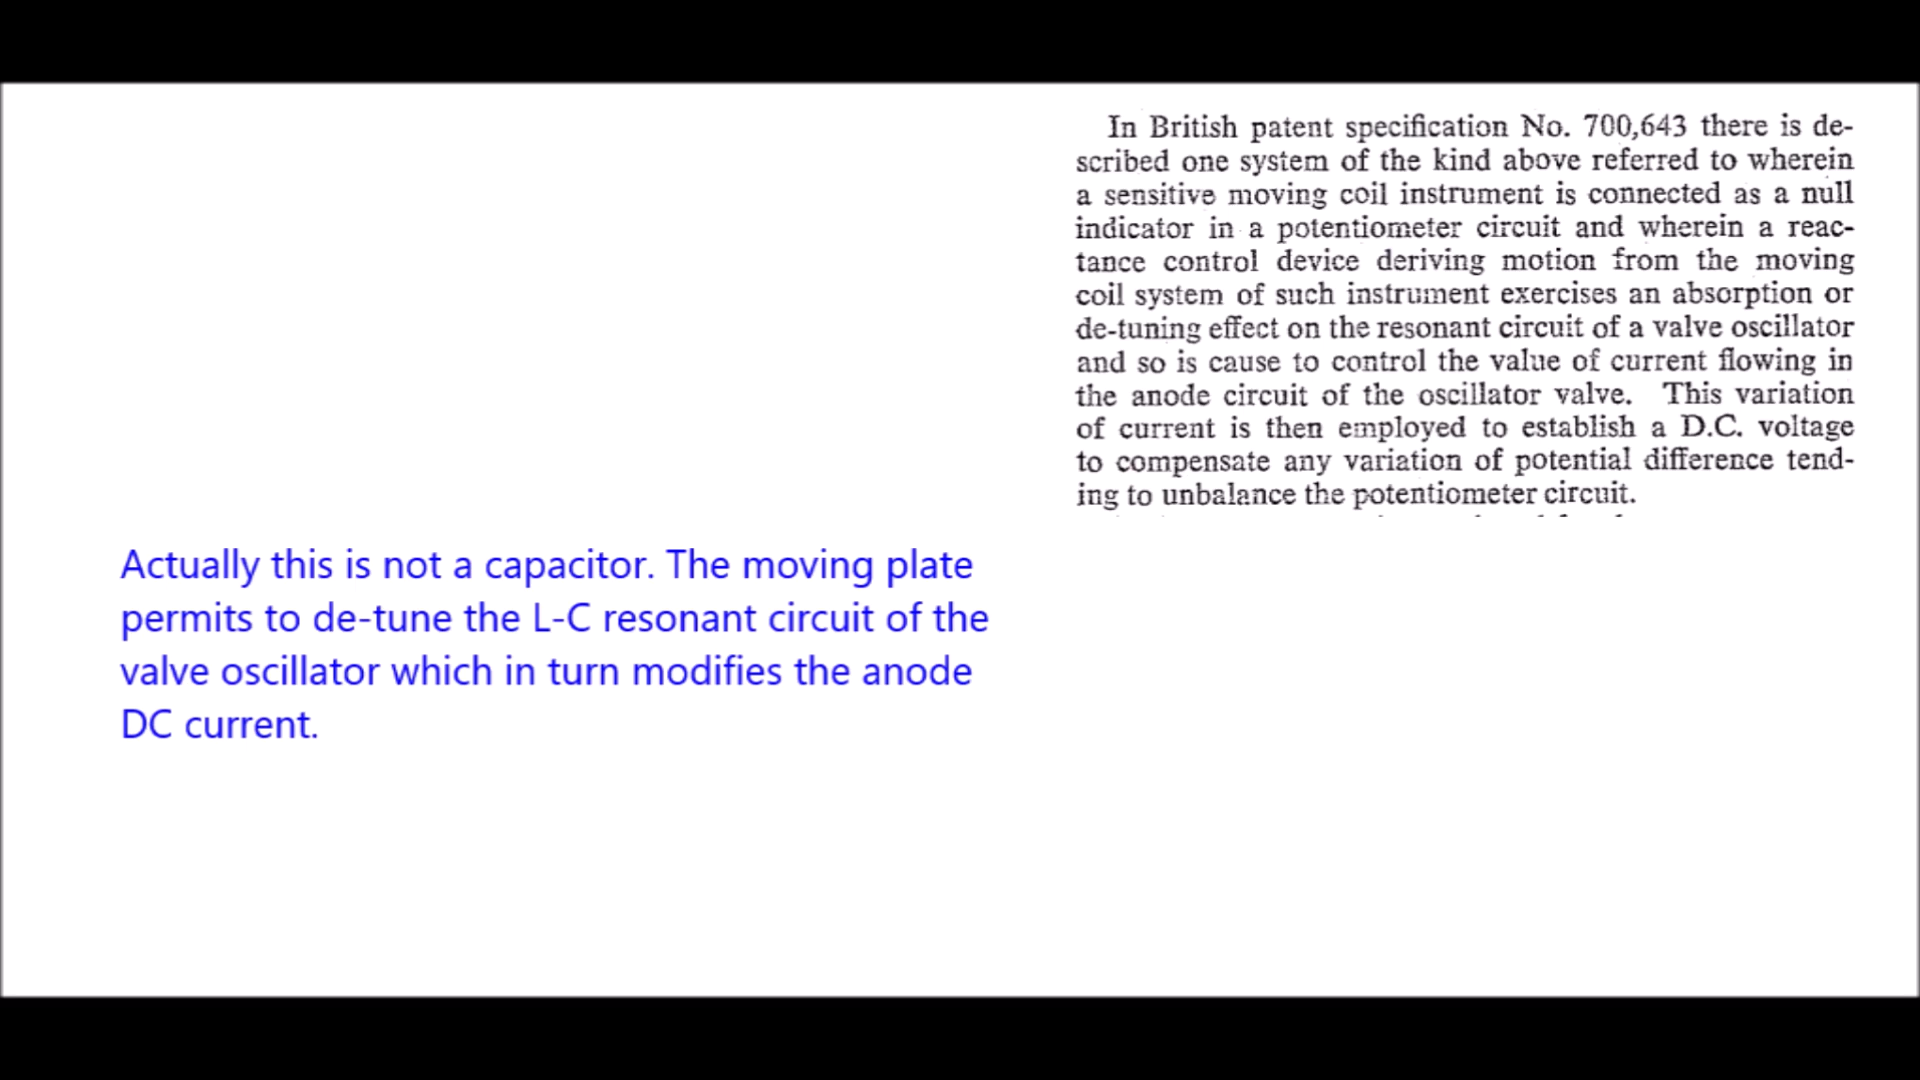 In British patent specification No. 700,643 there is de-
scribed one system of the kind above referred to wherein
a sensitive moving coil instrument is connected as a null
indicator in a potentiometer circuit and wherein a reac-
tance control device deriving motion from the moving
coil system of such instrument exercises an absorption or
de-tuning effect on the resonant circuit of a valve oscillator
and so is cause to control the value of current flowing in
the anode circuit of the oscillator valve. This variation
of current is then employed to establish a D.C. voltage
to compensate any variation of potential difference tend-
ing to unbalance the potentiometer circuit.
Actually this is not a capacitor. The moving plate
permits to de-tune the L-C resonant circuit of the
valve oscillator which in turn modifies the anode
DC current.